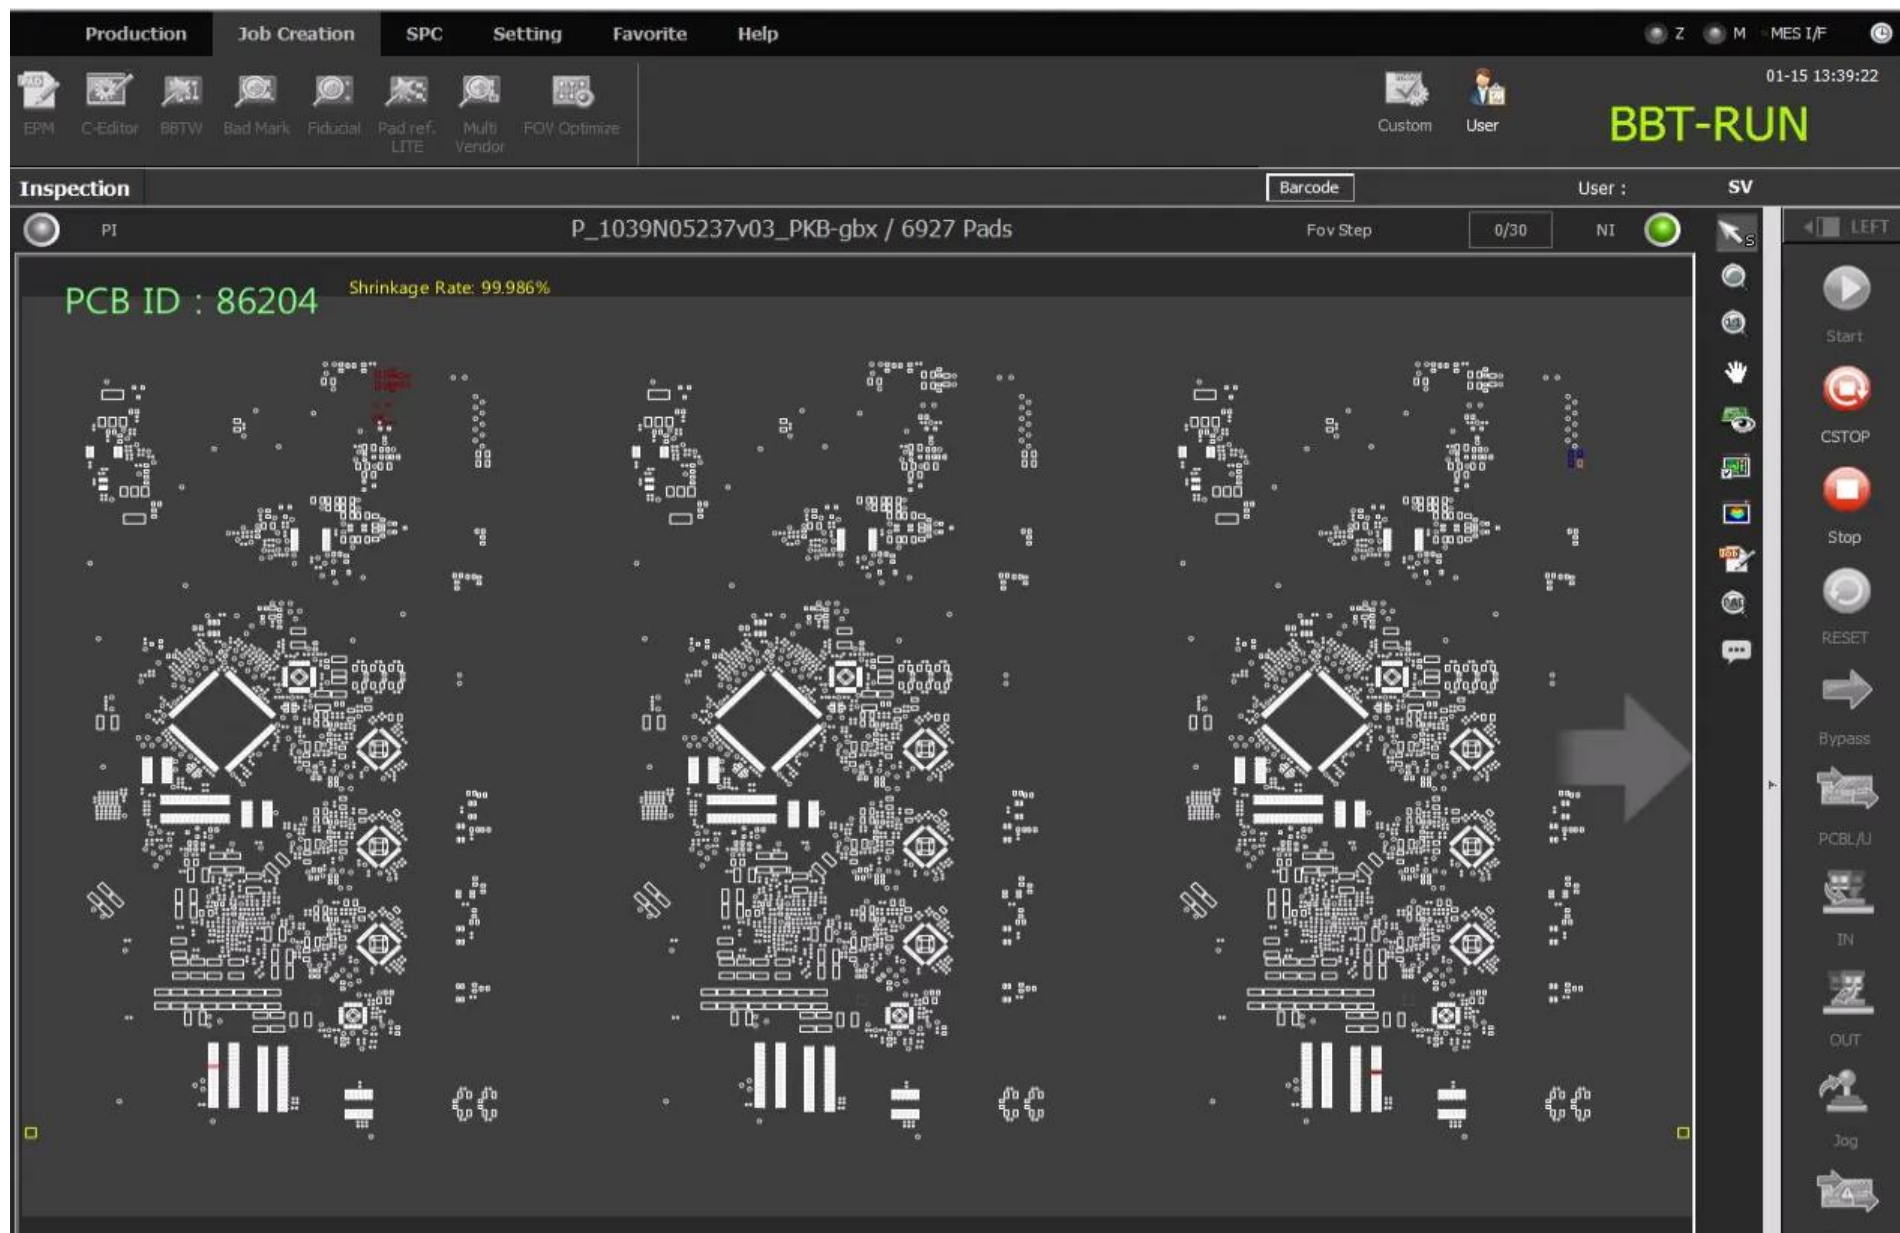 Production Job Creation SPC Setting Favorite Help
Z M MES I/F
01-15 13:39:22
EPM C-Editor BBTW Bad Mark Fiducial Pad ref. LITE Multi Vendor FOV Optimize
Custom User
BBT-RUN
Inspection
Barcode
User : SV
PI
P_1039N05237v03_PKB-gbx / 6927 Pads
Fov Step 0/30 NI
LEFT
PCB ID : 86204
Shrinkage Rate: 99.986%
Start
CSTOP
Stop
RESET
Bypass
PCBL/U
IN
OUT
Jog